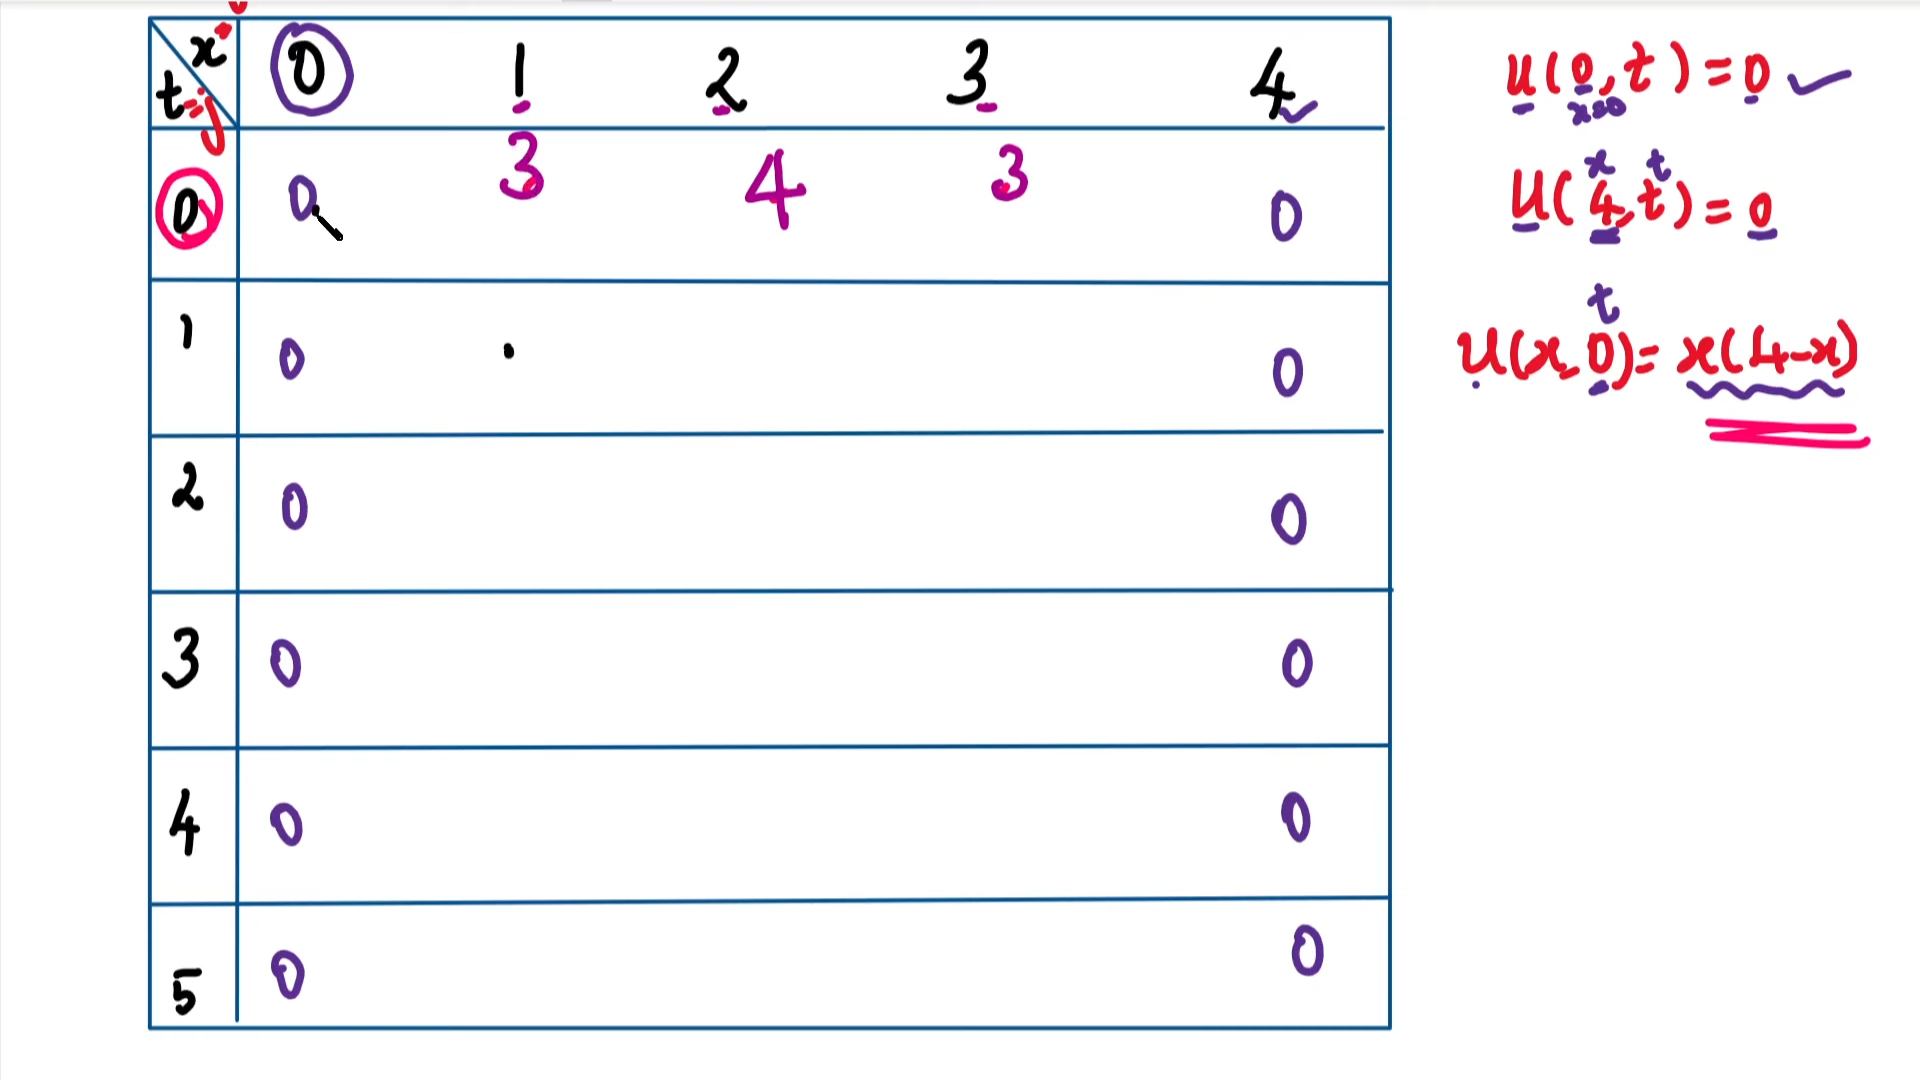 x 0 1 2 3 4
t=j
0 0 3 4 3 0
1 0 0
2 0 0
3 0 0
4 0 0
5 0 0
u(0,t)=0
x=0
x t
u(4,t)=0
t
u(x,0)=x(4-x)